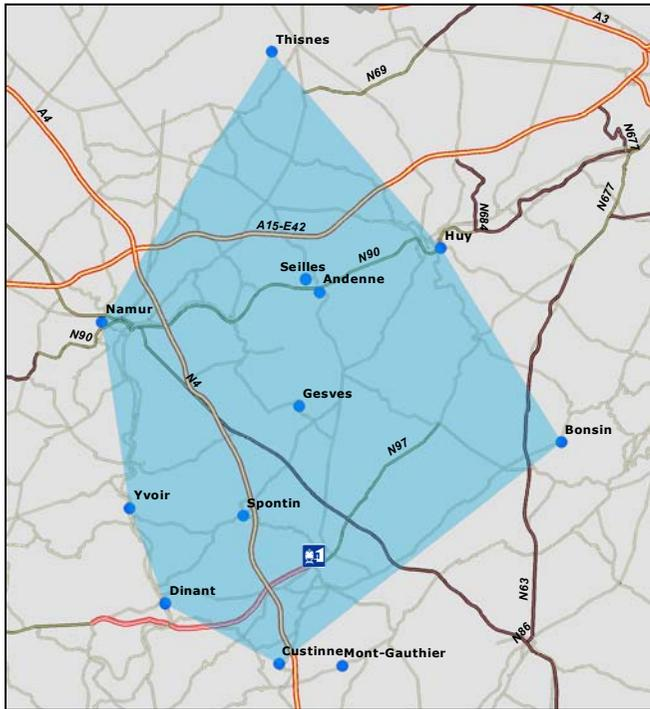 A3
Thisnes
N69
A4
N677
N677
N684
A15-E42
Huy
N90
Seilles
Andenne
Namur
N90
N4
Gesves
Bonsin
N97
Yvoir
Spontin
Dinant
N63
N86
Custinne
Mont-Gauthier